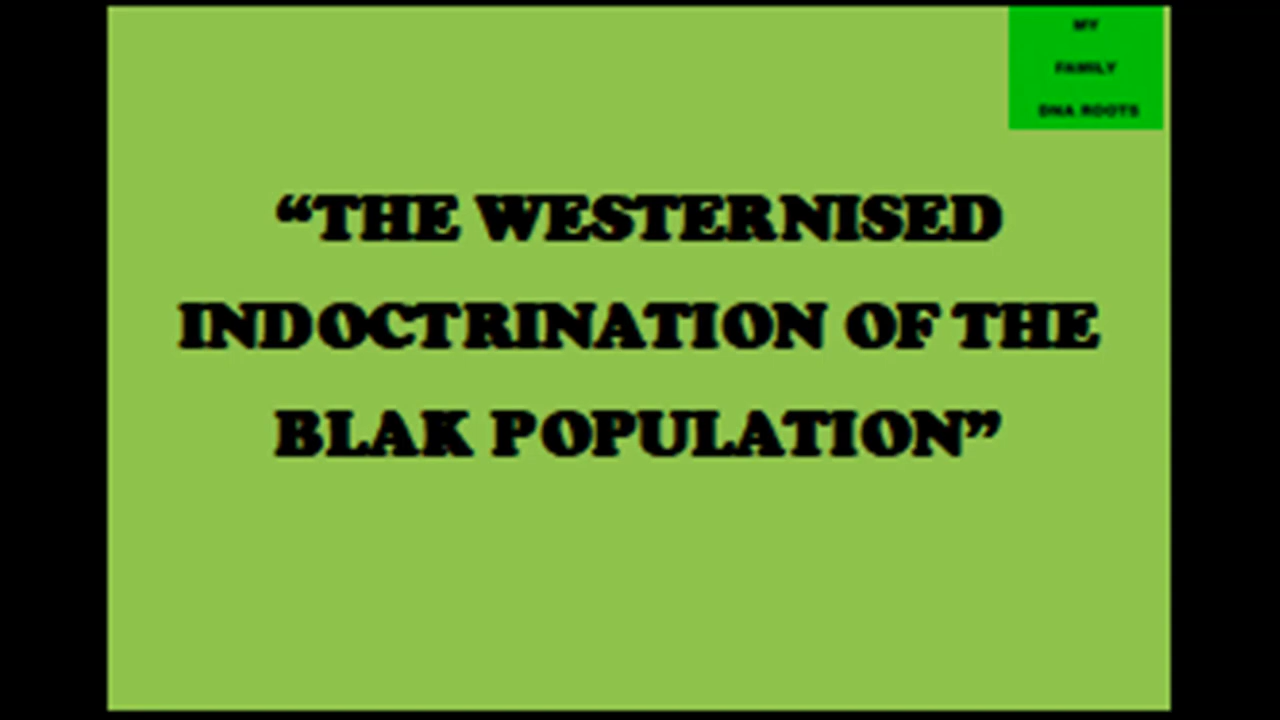 MY
FAMILY
DNA ROOTS
“THE WESTERNISED
INDOCTRINATION OF THE
BLAK POPULATION”